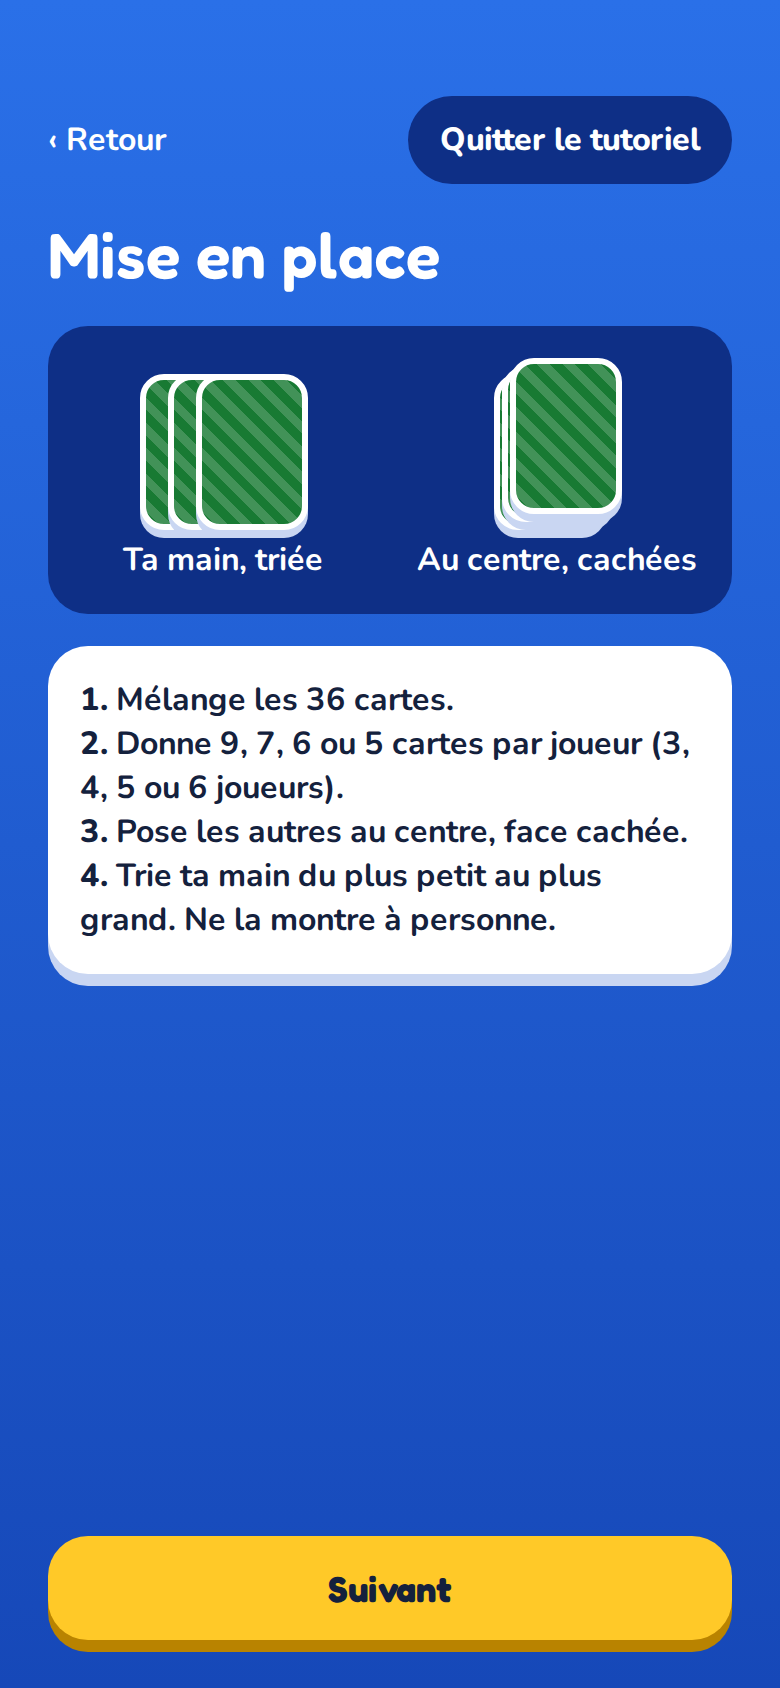 ‹ Retour
Quitter le tutoriel
Mise en place
Ta main, triée
Au centre, cachées
1. Mélange les 36 cartes.
2. Donne 9, 7, 6 ou 5 cartes par joueur (3,
4, 5 ou 6 joueurs).
3. Pose les autres au centre, face cachée.
4. Trie ta main du plus petit au plus
grand. Ne la montre à personne.
Suivant